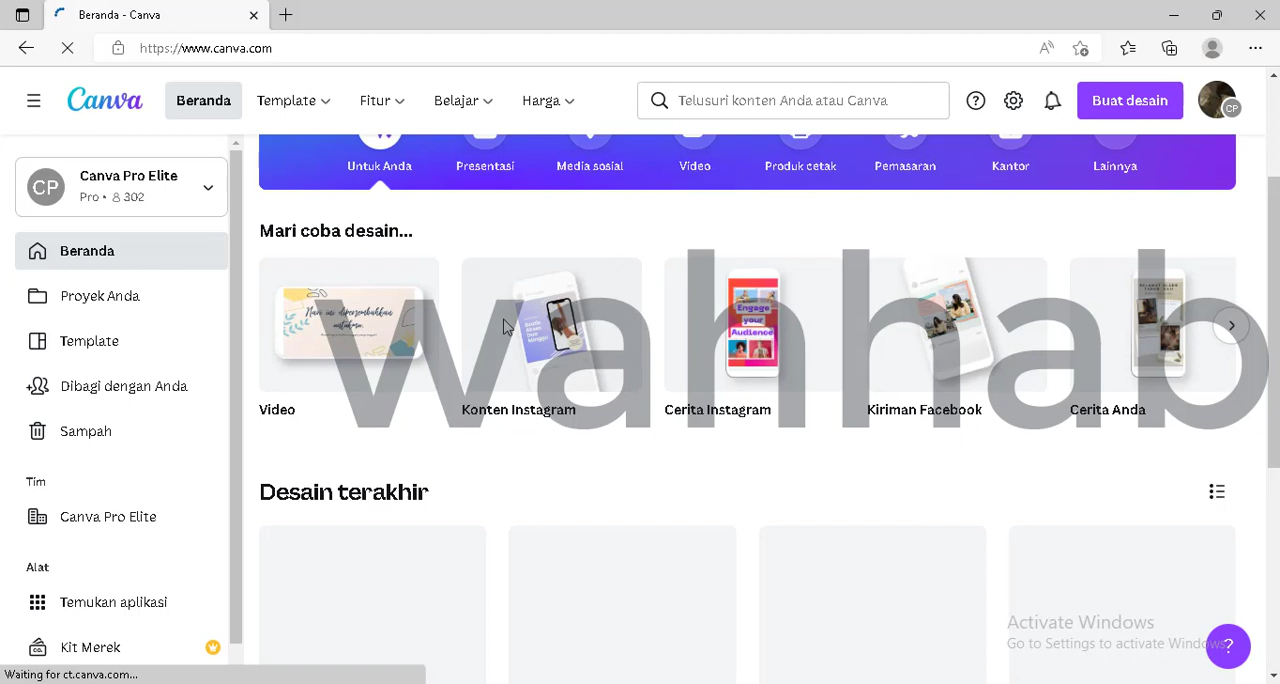 Beranda - Canva
https://www.canva.com
Canva
Beranda
Template
Fitur
Belajar
Harga
Telusuri konten Anda atau Canva
Buat desain
CP
CP
Canva Pro Elite
Pro • 302
Beranda
Proyek Anda
Template
Dibagi dengan Anda
Sampah
Tim
Canva Pro Elite
Alat
Temukan aplikasi
Kit Merek
Untuk Anda
Presentasi
Media sosial
Video
Produk cetak
Pemasaran
Kantor
Lainnya
Mari coba desain...
Engage
your
Audience
wahhab
Video
Konten Instagram
Cerita Instagram
Kiriman Facebook
Cerita Anda
Desain terakhir
Activate Windows
Go to Settings to activate Windows.
?
Waiting for ct.canva.com...